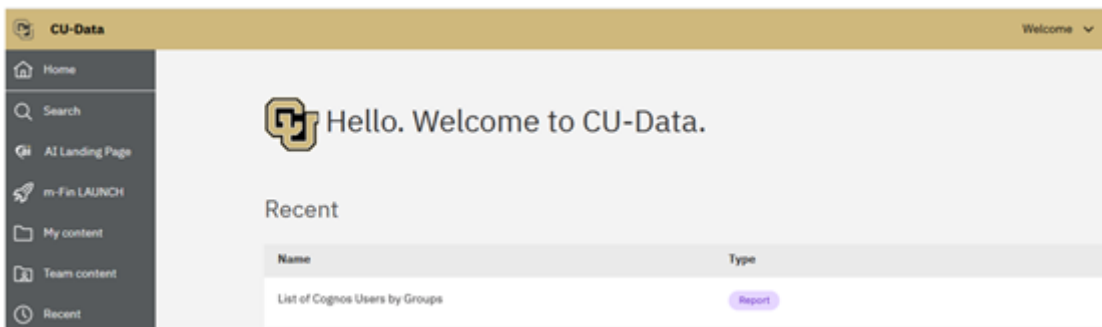 CU-Data
Welcome
Home
Search
AI Landing Page
m-Fin LAUNCH
My content
Team content
Recent
CU Hello. Welcome to CU-Data.
Recent
Name Type
List of Cognos Users by Groups Report